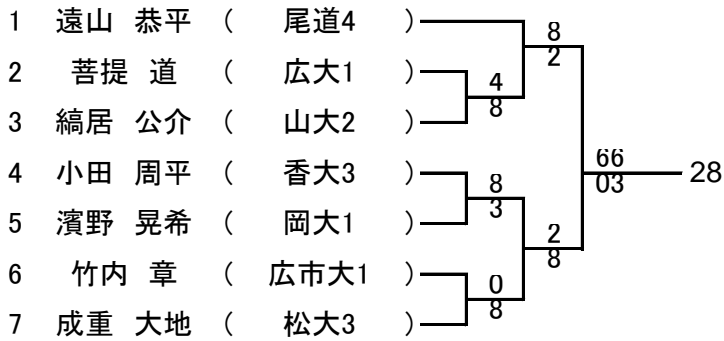 1 遠山 恭平 ( 尾道4 )
8
2
2 菩提 道 ( 広大1 )
4
8
3 縞居 公介 ( 山大2 )
66
03
28
4 小田 周平 ( 香大3 )
8
3
5 濱野 晃希 ( 岡大1 )
2
8
6 竹内 章 ( 広市大1 )
0
8
7 成重 大地 ( 松大3 )